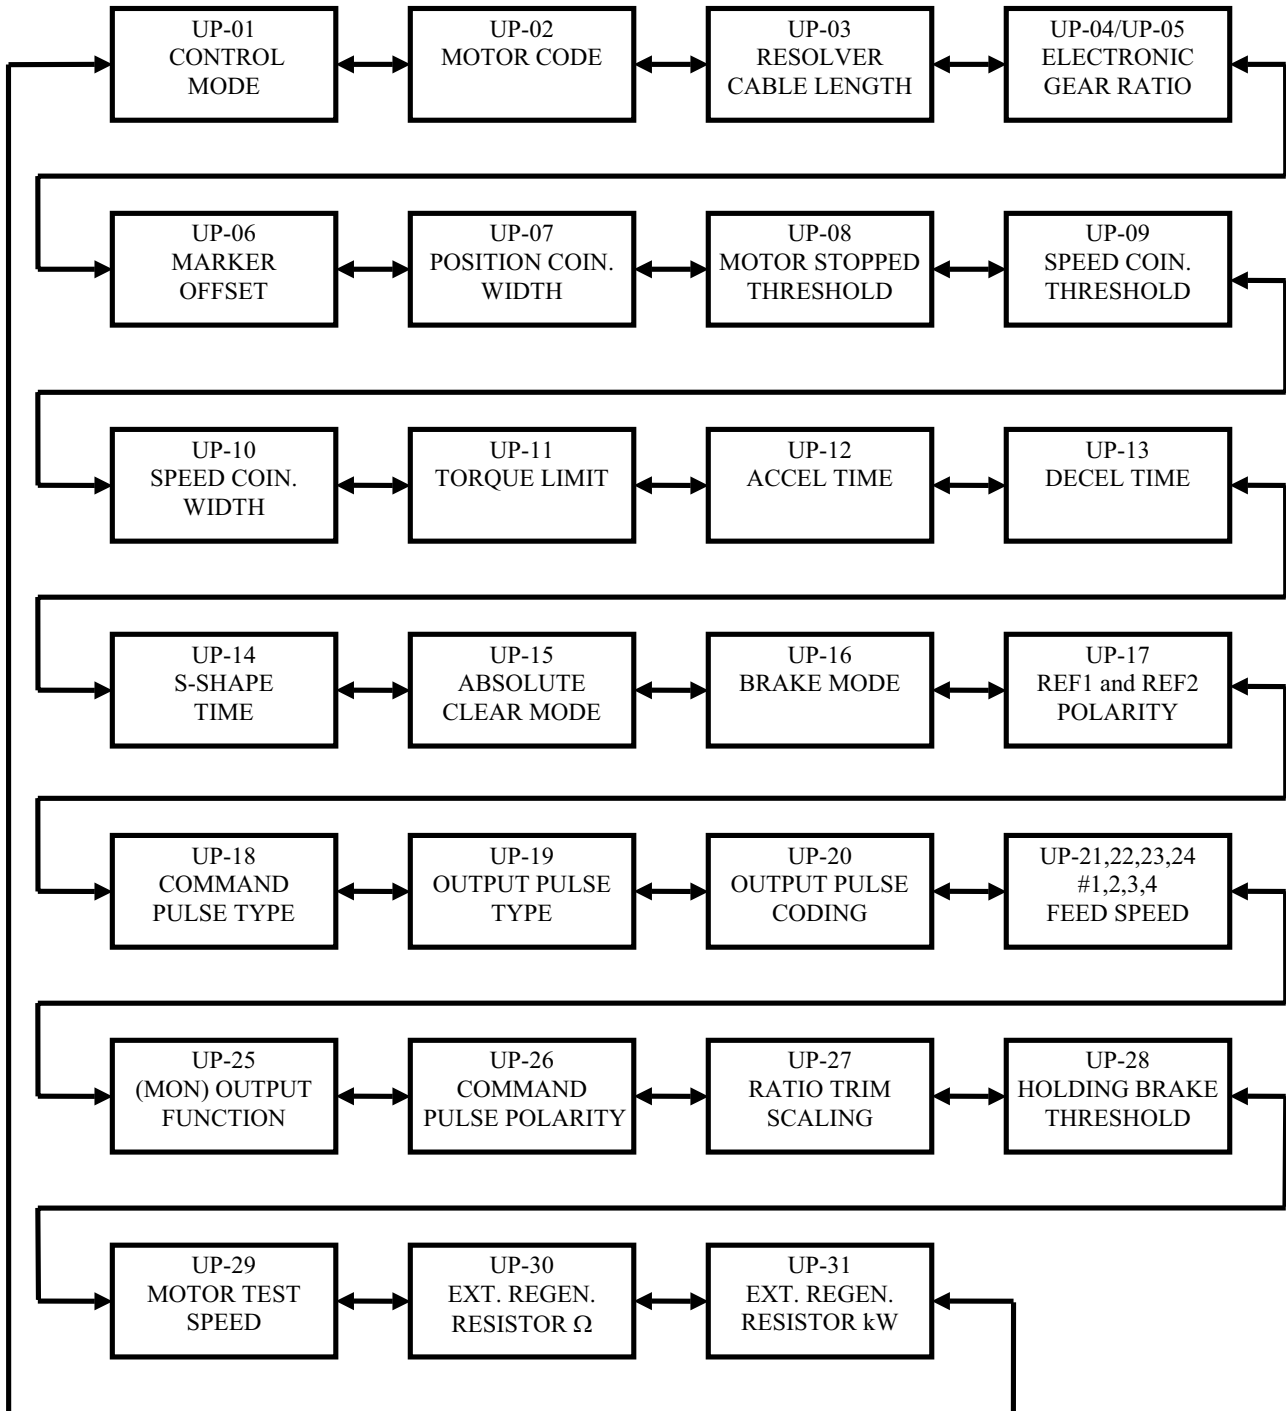 UP-01
CONTROL
MODE
UP-02
MOTOR CODE
UP-03
RESOLVER
CABLE LENGTH
UP-04/UP-05
ELECTRONIC
GEAR RATIO
UP-06
MARKER
OFFSET
UP-07
POSITION COIN.
WIDTH
UP-08
MOTOR STOPPED
THRESHOLD
UP-09
SPEED COIN.
THRESHOLD
UP-10
SPEED COIN.
WIDTH
UP-11
TORQUE LIMIT
UP-12
ACCEL TIME
UP-13
DECEL TIME
UP-14
S-SHAPE
TIME
UP-15
ABSOLUTE
CLEAR MODE
UP-16
BRAKE MODE
UP-17
REF1 and REF2
POLARITY
UP-18
COMMAND
PULSE TYPE
UP-19
OUTPUT PULSE
TYPE
UP-20
OUTPUT PULSE
CODING
UP-21,22,23,24
#1,2,3,4
FEED SPEED
UP-25
(MON) OUTPUT
FUNCTION
UP-26
COMMAND
PULSE POLARITY
UP-27
RATIO TRIM
SCALING
UP-28
HOLDING BRAKE
THRESHOLD
UP-29
MOTOR TEST
SPEED
UP-30
EXT. REGEN.
RESISTOR Ω
UP-31
EXT. REGEN.
RESISTOR kW